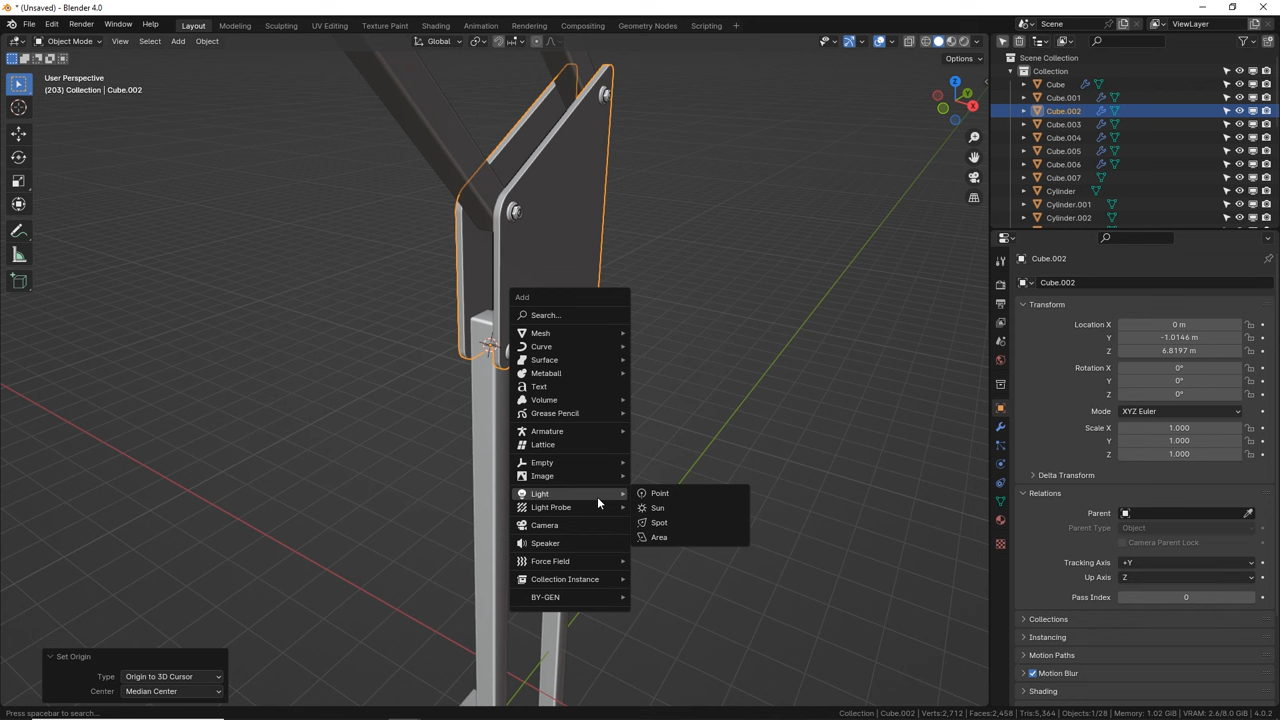 * (Unsaved) - Blender 4.0
File Edit Render Window Help Layout Modeling Sculpting UV Editing Texture Paint Shading Animation Rendering Compositing Geometry Nodes Scripting + Scene ViewLayer
Object Mode View Select Add Object Global
Options
User Perspective
(203) Collection | Cube.002
Z
Y
X
Scene Collection
Collection
Cube
Cube.001
Cube.002
Cube.003
Cube.004
Cube.005
Cube.006
Cube.007
Cylinder
Cylinder.001
Cylinder.002
Add
Search...
Mesh
Curve
Surface
Metaball
Text
Volume
Grease Pencil
Armature
Lattice
Empty
Image
Light
Light Probe
Camera
Speaker
Force Field
Collection Instance
BY-GEN
Point
Sun
Spot
Area
Cube.002
Cube.002
Transform
Location X 0 m
Y -1.0146 m
Z 6.8197 m
Rotation X 0°
Y 0°
Z 0°
Mode XYZ Euler
Scale X 1.000
Y 1.000
Z 1.000
Delta Transform
Relations
Parent
Parent Type Object
Camera Parent Lock
Tracking Axis +Y
Up Axis Z
Pass Index 0
Collections
Instancing
Motion Paths
Motion Blur
Shading
Set Origin
Type Origin to 3D Cursor
Center Median Center
Press spacebar to search...
Collection | Cube.002 | Verts:2,712 | Faces:2,458 | Tris:5,364 | Objects:1/28 | Memory: 1.02 GiB | VRAM: 2.6/8.0 GiB | 4.0.2